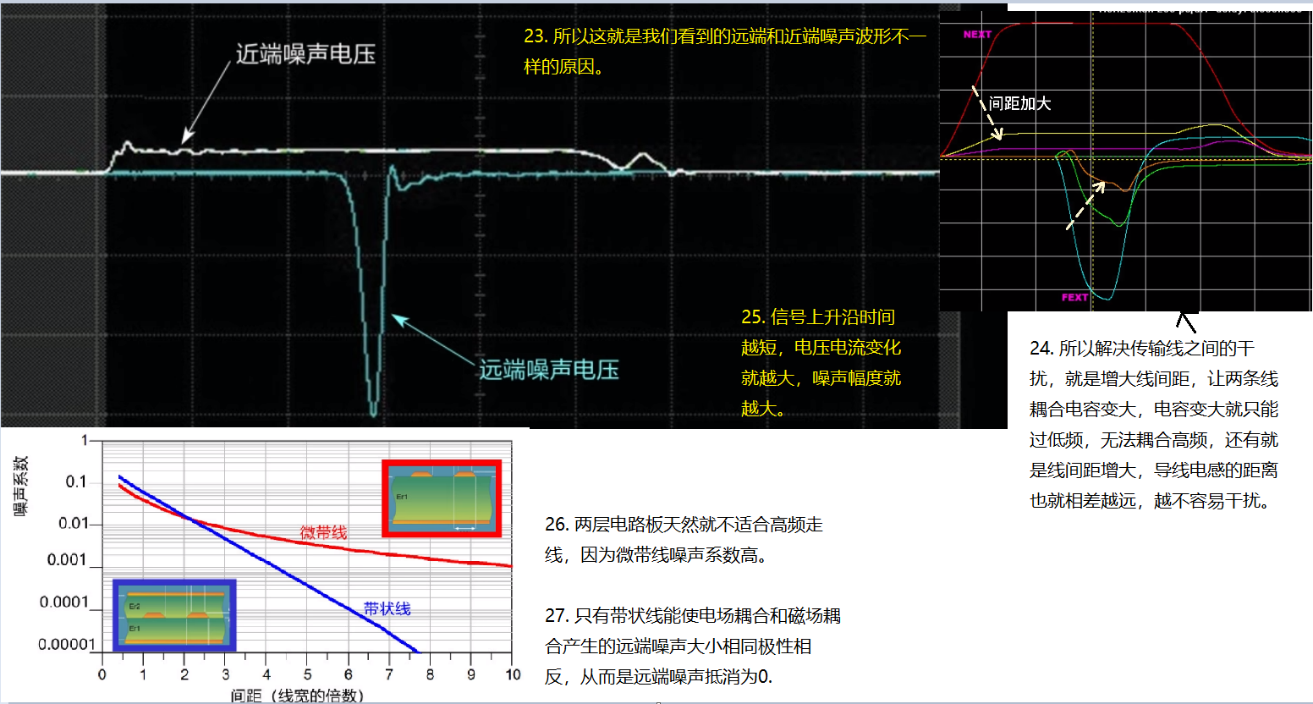 近端噪声电压
23. 所以这就是我们看到的远端和近端噪声波形不一
样的原因。
NEXT
间距加大
FEXT
25. 信号上升沿时间
越短，电压电流变化
就越大，噪声幅度就
越大。
远端噪声电压
24. 所以解决传输线之间的干
扰，就是增大线间距，让两条线
耦合电容变大，电容变大就只能
过低频，无法耦合高频，还有就
是线间距增大，导线电感的距离
也就相差越远，越不容易干扰。
噪声系数
1
0.1
0.01
0.001
0.0001
0.00001
Er1
微带线
Er2
Er1
带状线
0 1 2 3 4 5 6 7 8 9 10
间距（线宽的倍数）
26. 两层电路板天然就不适合高频走
线，因为微带线噪声系数高。
27. 只有带状线能使电场耦合和磁场耦
合产生的远端噪声大小相同极性相
反，从而是远端噪声抵消为0.